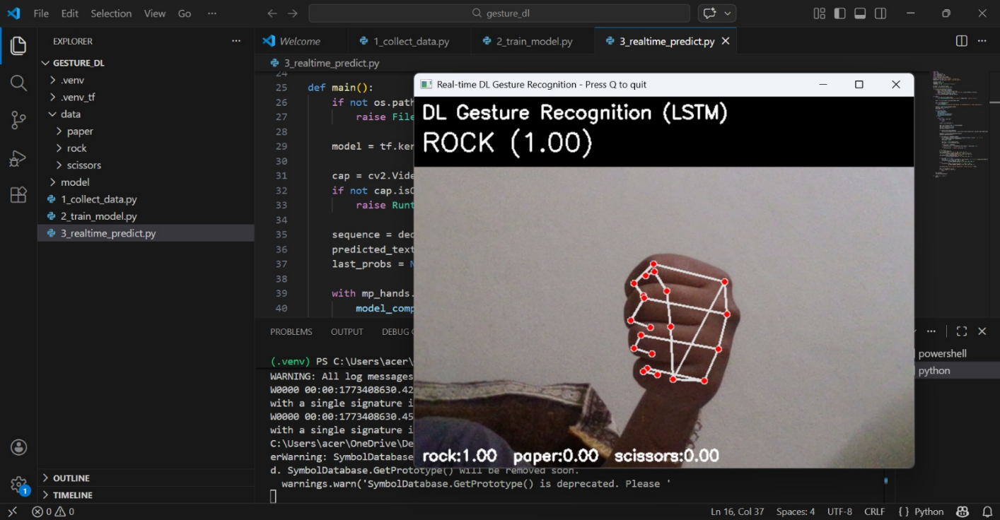 File Edit Selection View Go ···
gesture_dl
EXPLORER ···
Welcome 1_collect_data.py 2_train_model.py 3_realtime_predict.py
GESTURE_DL
.venv
.venv_tf
data
paper
rock
scissors
model
1_collect_data.py
2_train_model.py
3_realtime_predict.py
OUTLINE
TIMELINE
3_realtime_predict.py
24
25 def main():
26 if not os.path
27 raise File
28
29 model = tf.ker
30
31 cap = cv2.Vide
32 if not cap.isO
33 raise Runt
34
35 sequence = deq
36 predicted_text
37 last_probs = N
38
39 with mp_hands.
40 model_comp
PROBLEMS OUTPUT DEBUG
(.venv) PS C:\Users\acer\
WARNING: All log messages
W0000 00:00:1773408630.42
with a single signature i
W0000 00:00:1773408630.45
with a single signature i
C:\Users\acer\OneDrive\De
erWarning: SymbolDatabase
d. SymbolDatabase.GetPrototype() will be removed soon.
warnings.warn('SymbolDatabase.GetPrototype() is deprecated. Please '
powershell
python
Real-time DL Gesture Recognition - Press Q to quit
DL Gesture Recognition (LSTM)
ROCK (1.00)
rock:1.00 paper:0.00 scissors:0.00
1
0 0 Ln 16, Col 37 Spaces: 4 UTF-8 CRLF { } Python